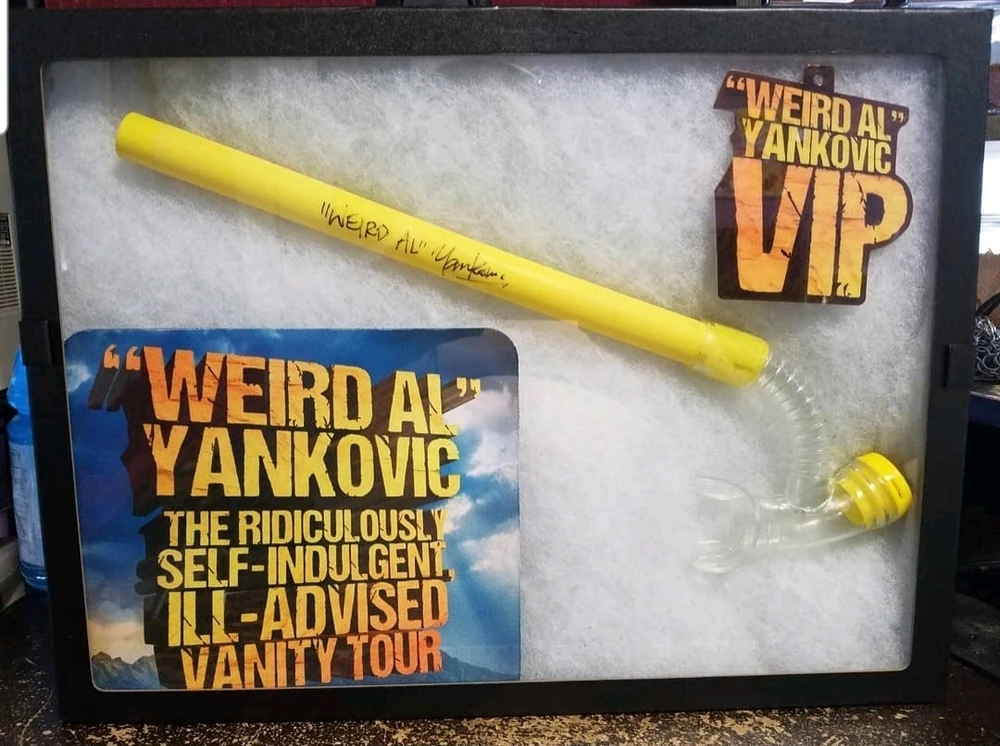 "WEIRD AL"
YANKOVIC
VIP
"WEIRD AL" Yankovic
"WEIRD AL"
YANKOVIC
THE RIDICULOUSLY
SELF-INDULGENT,
ILL-ADVISED
VANITY TOUR